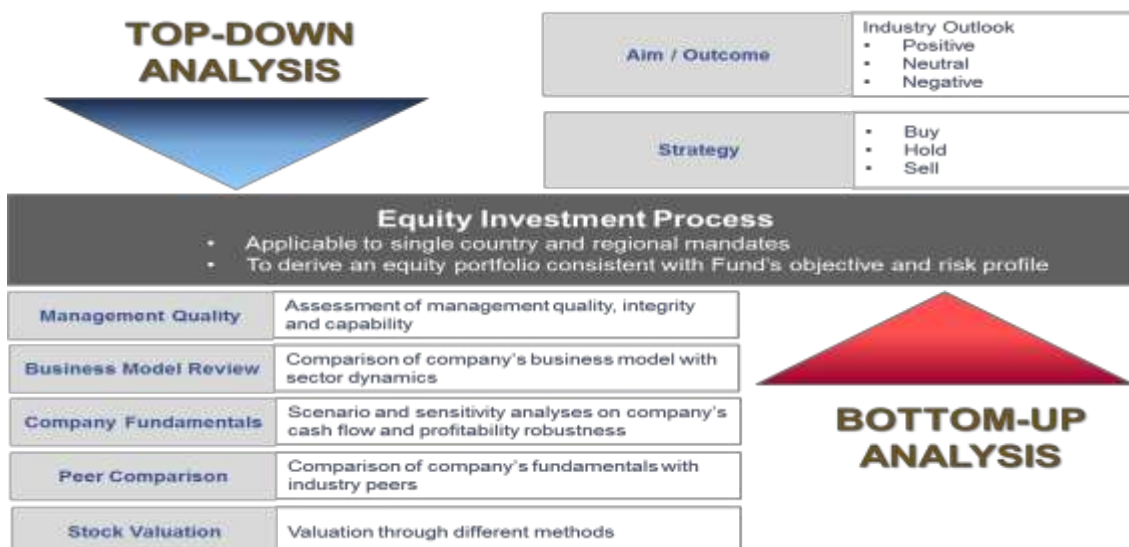 TOP-DOWN
ANALYSIS
Aim / Outcome
Industry Outlook
▪ Positive
▪ Neutral
▪ Negative
Strategy
▪ Buy
▪ Hold
▪ Sell
Equity Investment Process
• Applicable to single country and regional mandates
• To derive an equity portfolio consistent with Fund's objective and risk profile
Management Quality
Assessment of management quality, integrity
and capability
Business Model Review
Comparison of company's business model with
sector dynamics
Company Fundamentals
Scenario and sensitivity analyses on company's
cash flow and profitability robustness
Peer Comparison
Comparison of company's fundamentals with
industry peers
Stock Valuation
Valuation through different methods
BOTTOM-UP
ANALYSIS